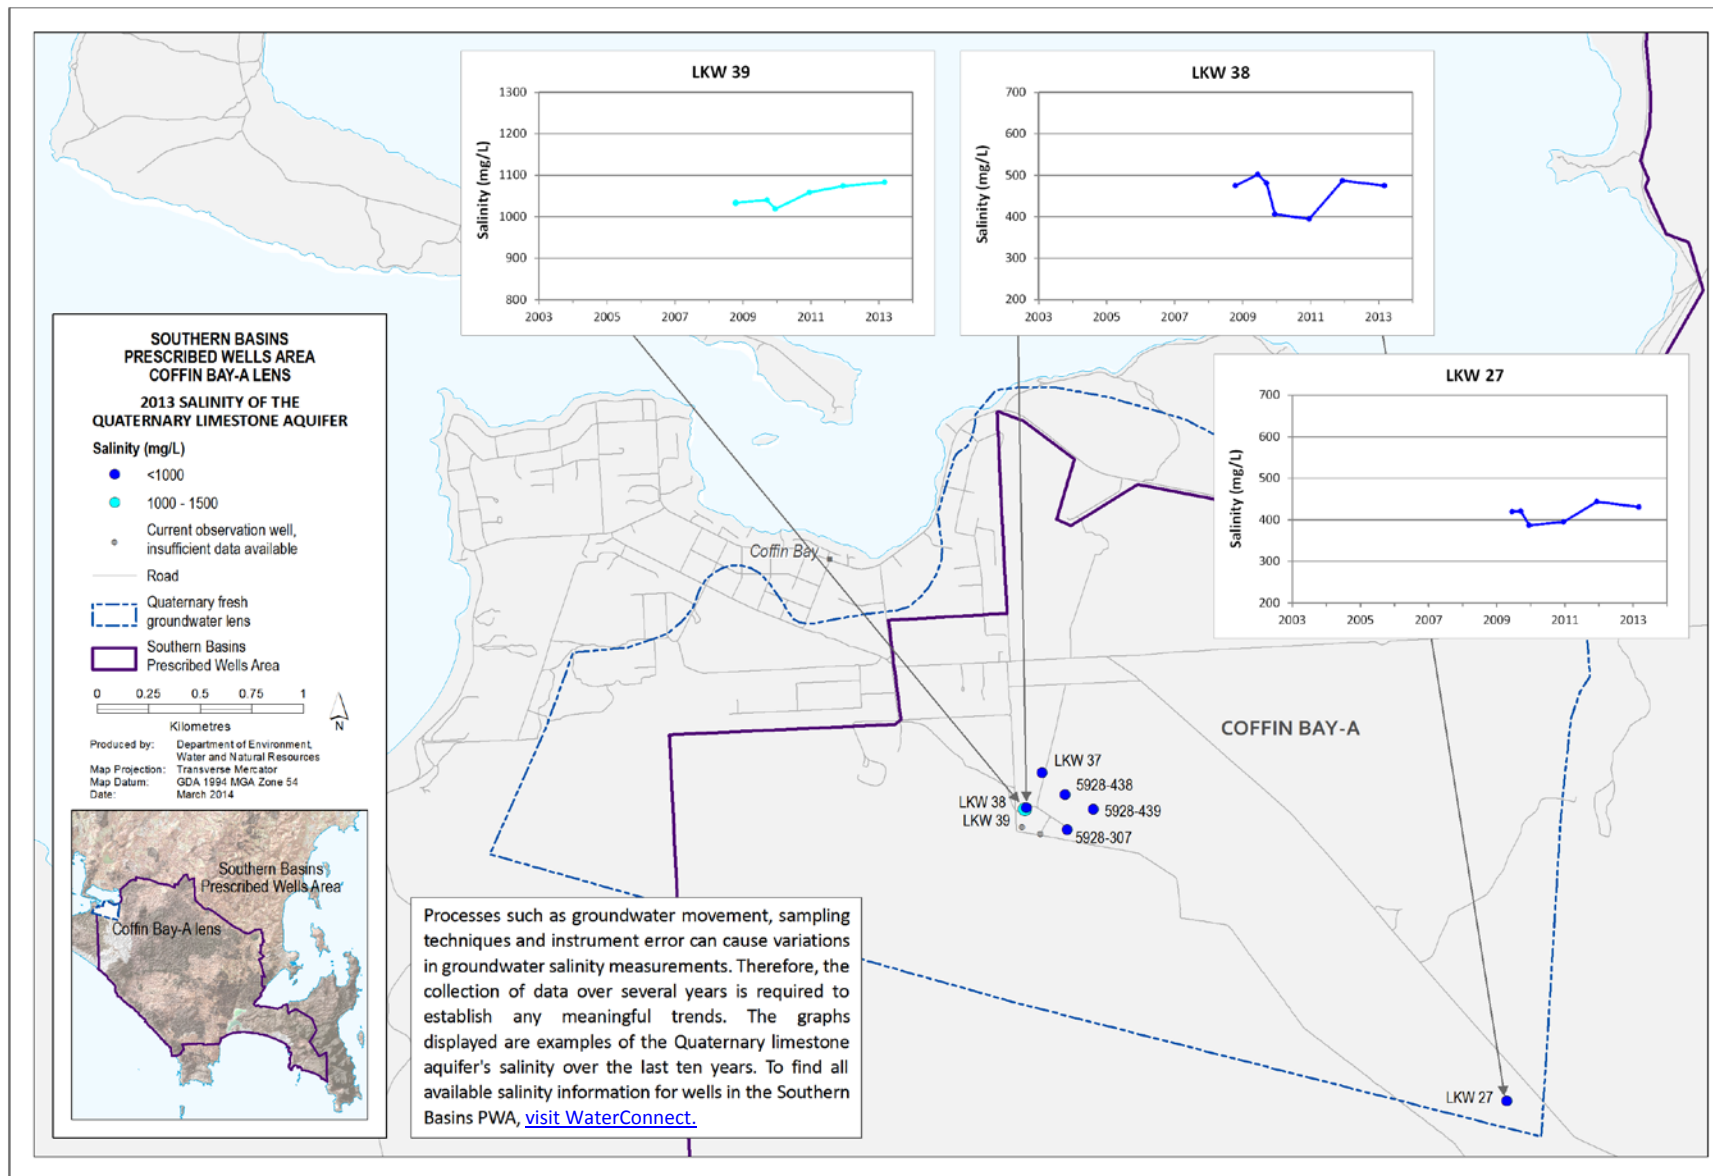 LKW 39
Salinity (mg/L)
1300
1200
1100
1000
900
800
2003
2005
2007
2009
2011
2013
LKW 38
Salinity (mg/L)
700
600
500
400
300
200
2003
2005
2007
2009
2011
2013
LKW 27
Salinity (mg/L)
700
600
500
400
300
200
2003
2005
2007
2009
2011
2013
SOUTHERN BASINS
PRESCRIBED WELLS AREA
COFFIN BAY-A LENS
2013 SALINITY OF THE
QUATERNARY LIMESTONE AQUIFER
Salinity (mg/L)
<1000
1000 - 1500
Current observation well,
insufficient data available
Road
Quaternary fresh
groundwater lens
Southern Basins
Prescribed Wells Area
0 0.25 0.5 0.75 1
Kilometres
N
Produced by: Department of Environment,
Water and Natural Resources
Map Projection: Transverse Mercator
Map Datum: GDA 1994 MGA Zone 54
Date: March 2014
Southern Basins
Prescribed Wells Area
Coffin Bay-A lens
Coffin Bay
COFFIN BAY-A
LKW 37
5928-438
LKW 38
5928-439
LKW 39
5928-307
LKW 27
Processes such as groundwater movement, sampling
techniques and instrument error can cause variations
in groundwater salinity measurements. Therefore, the
collection of data over several years is required to
establish any meaningful trends. The graphs
displayed are examples of the Quaternary limestone
aquifer's salinity over the last ten years. To find all
available salinity information for wells in the Southern
Basins PWA, visit WaterConnect.